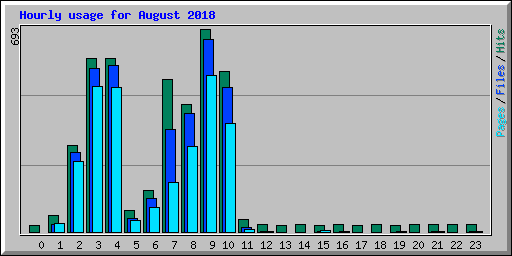 Hourly usage for August 2018
693
Pages/Files/Hits
0 1 2 3 4 5 6 7 8 9 10 11 12 13 14 15 16 17 18 19 20 21 22 23